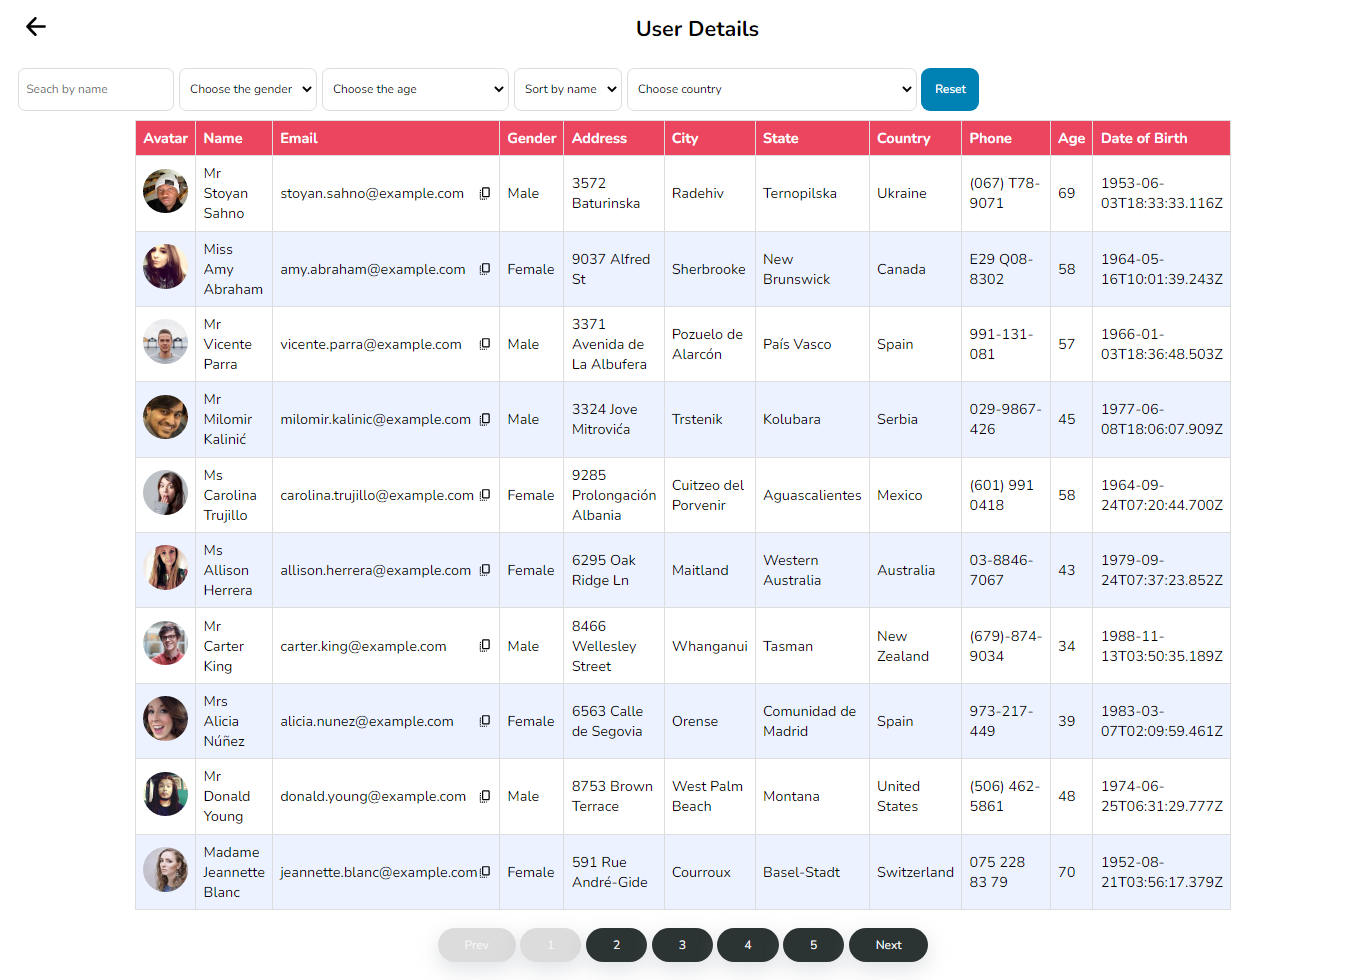 User Details
Seach by name
Choose the gender
Choose the age
Sort by name
Choose country
Reset
Avatar Name Email Gender Address City State Country Phone Age Date of Birth
Mr Stoyan Sahno stoyan.sahno@example.com Male 3572 Baturinska Radehiv Ternopilska Ukraine (067) T78-9071 69 1953-06-03T18:33:33.116Z
Miss Amy Abraham amy.abraham@example.com Female 9037 Alfred St Sherbrooke New Brunswick Canada E29 Q08-8302 58 1964-05-16T10:01:39.243Z
Mr Vicente Parra vicente.parra@example.com Male 3371 Avenida de La Albufera Pozuelo de Alarcón País Vasco Spain 991-131-081 57 1966-01-03T18:36:48.503Z
Mr Milomir Kalinić milomir.kalinic@example.com Male 3324 Jove Mitrovića Trstenik Kolubara Serbia 029-9867-426 45 1977-06-08T18:06:07.909Z
Ms Carolina Trujillo carolina.trujillo@example.com Female 9285 Prolongación Albania Cuitzeo del Porvenir Aguascalientes Mexico (601) 991 0418 58 1964-09-24T07:20:44.700Z
Ms Allison Herrera allison.herrera@example.com Female 6295 Oak Ridge Ln Maitland Western Australia Australia 03-8846-7067 43 1979-09-24T07:37:23.852Z
Mr Carter King carter.king@example.com Male 8466 Wellesley Street Whanganui Tasman New Zealand (679)-874-9034 34 1988-11-13T03:50:35.189Z
Mrs Alicia Núñez alicia.nunez@example.com Female 6563 Calle de Segovia Orense Comunidad de Madrid Spain 973-217-449 39 1983-03-07T02:09:59.461Z
Mr Donald Young donald.young@example.com Male 8753 Brown Terrace West Palm Beach Montana United States (506) 462-5861 48 1974-06-25T06:31:29.777Z
Madame Jeannette Blanc jeannette.blanc@example.com Female 591 Rue André-Gide Courroux Basel-Stadt Switzerland 075 228 83 79 70 1952-08-21T03:56:17.379Z
Prev 1 2 3 4 5 Next